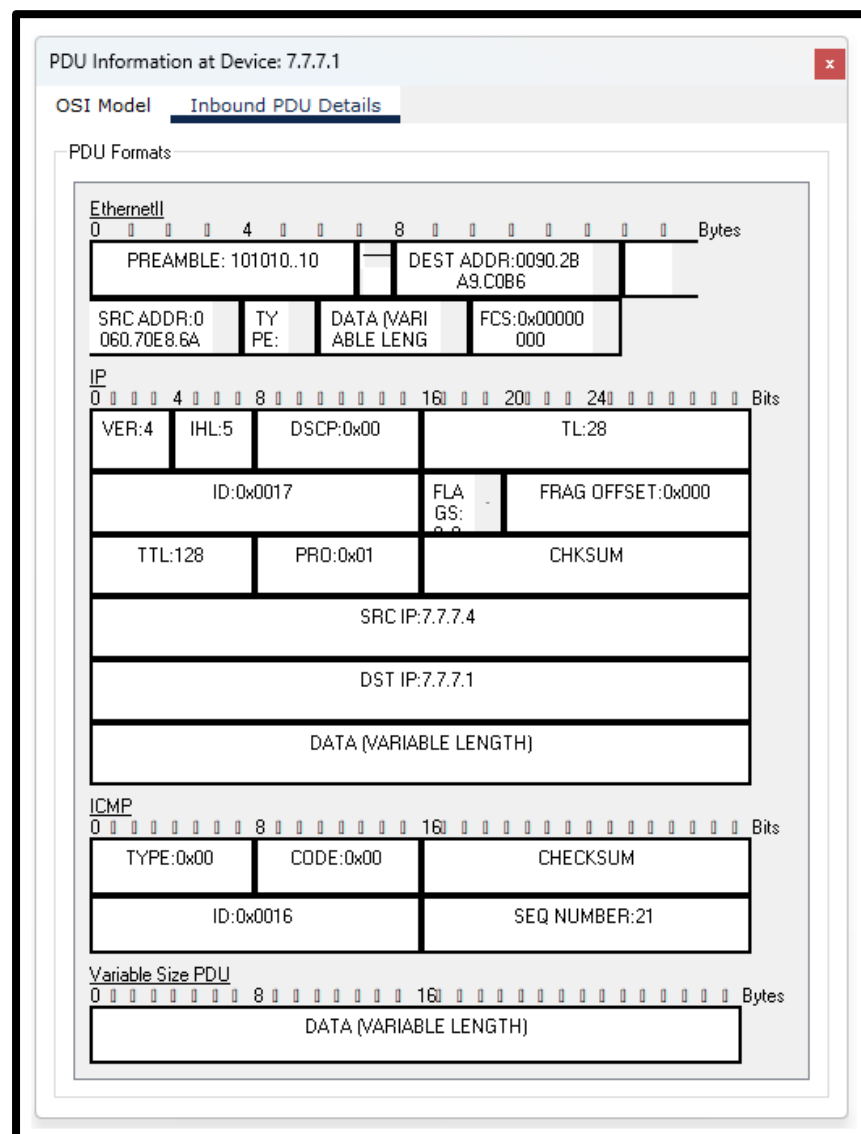 PDU Information at Device: 7.7.7.1
x
OSI Model Inbound PDU Details
PDU Formats
EthernetII
0 4 8 Bytes
PREAMBLE: 101010..10 DEST ADDR:0090.2B
A9.C0B6
SRC ADDR:0 TY DATA (VARI FCS:0x00000
060.70E8.6A PE: ABLE LENG 000
IP
0 4 8 16 20 24 Bits
VER:4 IHL:5 DSCP:0x00 TL:28
ID:0x0017 FLA FRAG OFFSET:0x000
GS:
TTL:128 PRO:0x01 CHKSUM
SRC IP:7.7.7.4
DST IP:7.7.7.1
DATA (VARIABLE LENGTH)
ICMP
0 8 16 Bits
TYPE:0x00 CODE:0x00 CHECKSUM
ID:0x0016 SEQ NUMBER:21
Variable Size PDU
0 8 16 Bytes
DATA (VARIABLE LENGTH)